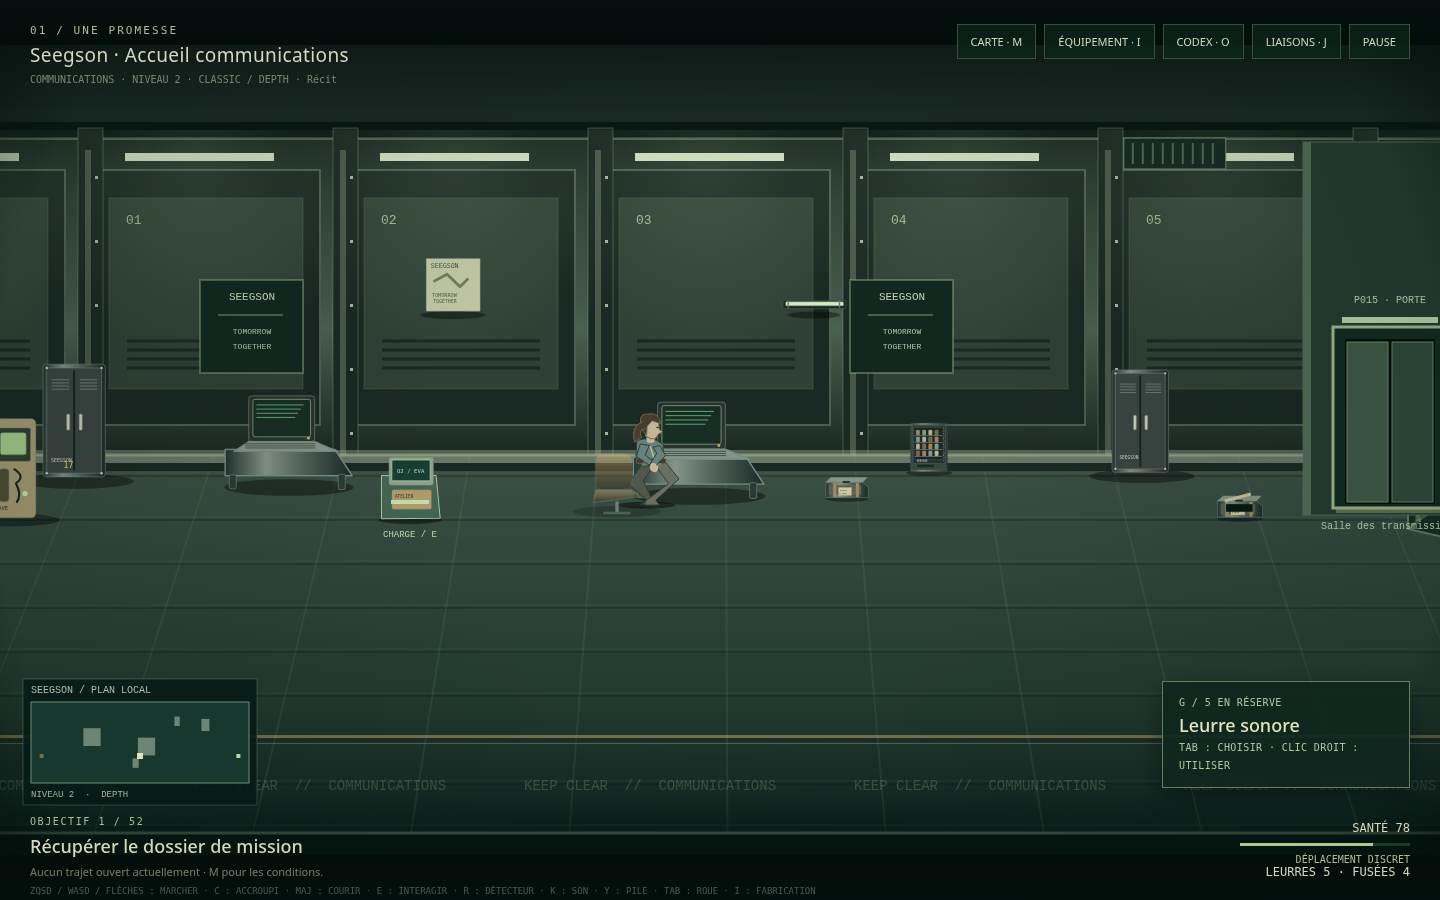 01 / UNE PROMESSE
Seegson · Accueil communications
COMMUNICATIONS · NIVEAU 2 · CLASSIC / DEPTH · Récit
CARTE · M
ÉQUIPEMENT · I
CODEX · O
LIAISONS · J
PAUSE
01
02
03
04
05
SEEGSON
TOMORROW
TOGETHER
SEEGSON
TOMORROW
TOGETHER
SEEGSON
TOMORROW
TOGETHER
P015 · PORTE
SEEGSON
17
02 / EVA
ATELIER
CHARGE / E
SEEGSON
Salle des transmissi
SEEGSON / PLAN LOCAL
NIVEAU 2 · DEPTH
EAR // COMMUNICATIONS
KEEP CLEAR // COMMUNICATIONS
KEEP CLEAR // COMMUNICATIONS
G / 5 EN RÉSERVE
Leurre sonore
TAB : CHOISIR · CLIC DROIT :
UTILISER
OBJECTIF 1 / 52
Récupérer le dossier de mission
Aucun trajet ouvert actuellement · M pour les conditions.
ZQSD / WASD / FLÈCHES : MARCHER · C : ACCROUPI · MAJ : COURIR · E : INTERAGIR · R : DÉTECTEUR · K : SON · Y : PILE · TAB : ROUE · I : FABRICATION
SANTÉ 78
DÉPLACEMENT DISCRET
LEURRES 5 · FUSÉES 4